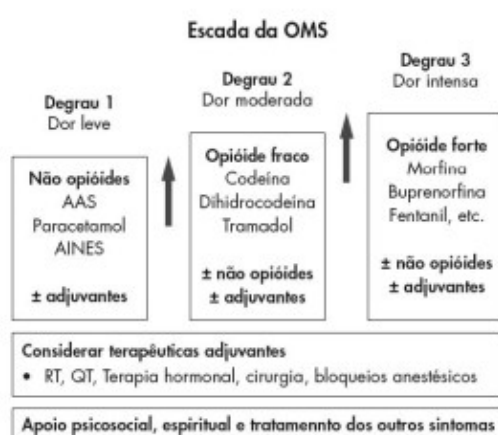 Escada da OMS
Degrau 1
Dor leve
Não opióides
AAS
Paracetamol
AINES
± adjuvantes
Degrau 2
Dor moderada
Opióide fraco
Codeína
Dihidrocodeína
Tramadol
± não opióides
± adjuvantes
Degrau 3
Dor intensa
Opióide forte
Morfina
Buprenorfina
Fentanil, etc.
± não opióides
± adjuvantes
Considerar terapêuticas adjuvantes
• RT, QT, Terapia hormonal, cirurgia, bloqueios anestésicos
Apoio psicosocial, espiritual e tratamennto dos outros sintomas